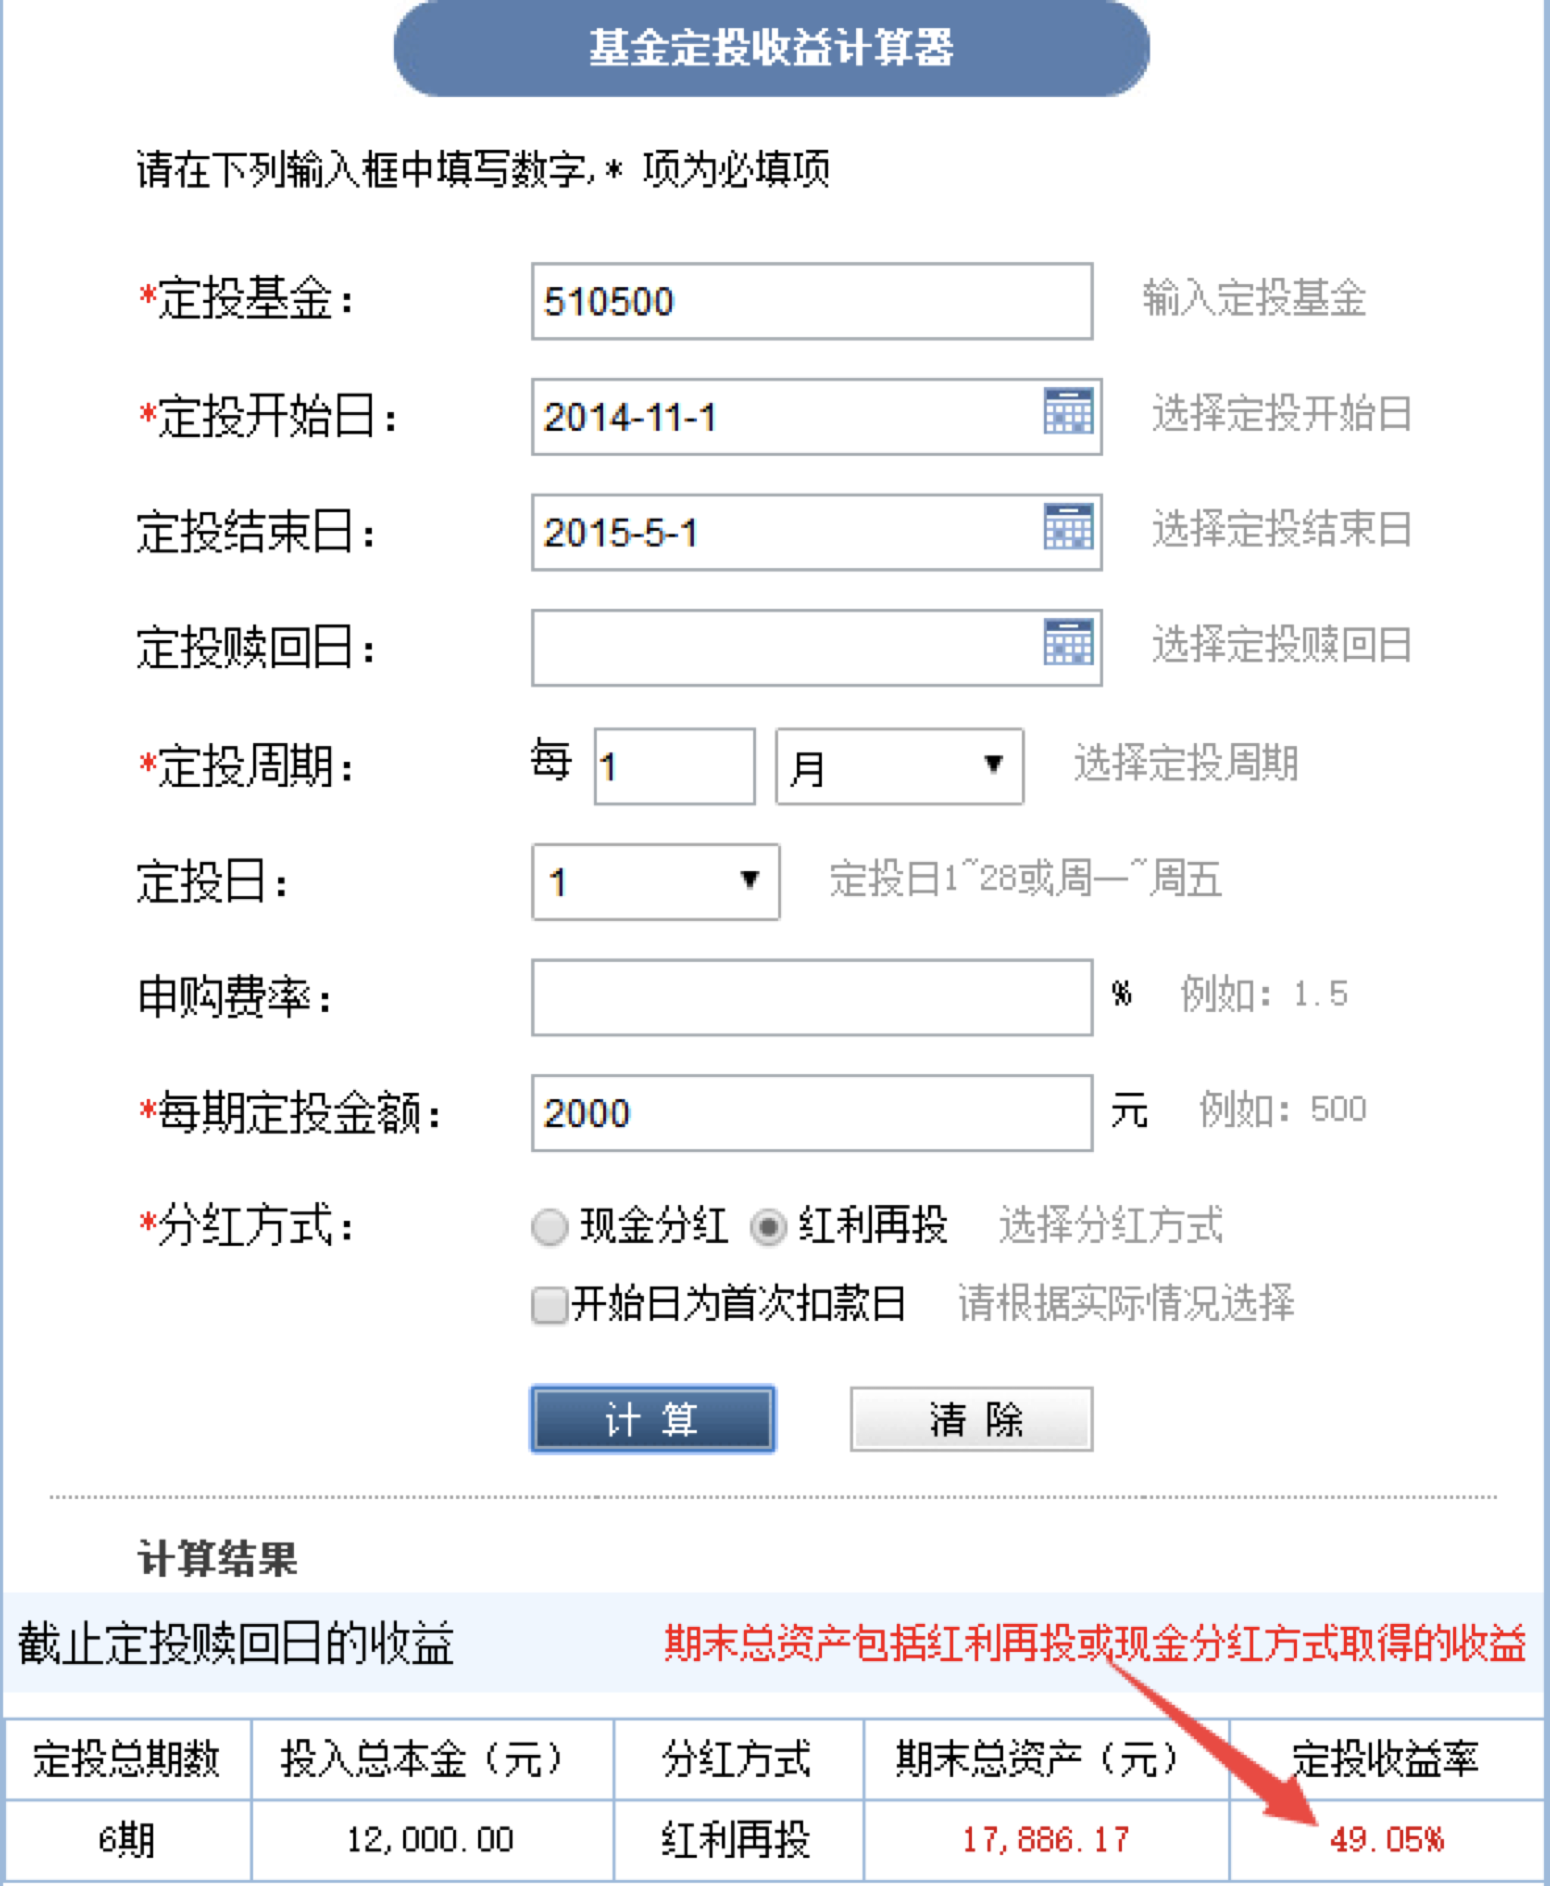 基金定投收益计算器
请在下列输入框中填写数字,* 项为必填项
*定投基金: 510500 输入定投基金
*定投开始日: 2014-11-1 选择定投开始日
定投结束日: 2015-5-1 选择定投结束日
定投赎回日: 选择定投赎回日
*定投周期: 每 1 月 选择定投周期
定投日: 1 定投日1~28或周一~周五
申购费率: % 例如: 1.5
*每期定投金额: 2000 元 例如: 500
*分红方式: 现金分红 红利再投 选择分红方式
开始日为首次扣款日 请根据实际情况选择
计 算 清 除
计算结果
截止定投赎回日的收益 期末总资产包括红利再投或现金分红方式取得的收益
定投总期数 投入总本金（元） 分红方式 期末总资产（元） 定投收益率
6期 12,000.00 红利再投 17,886.17 49.05%